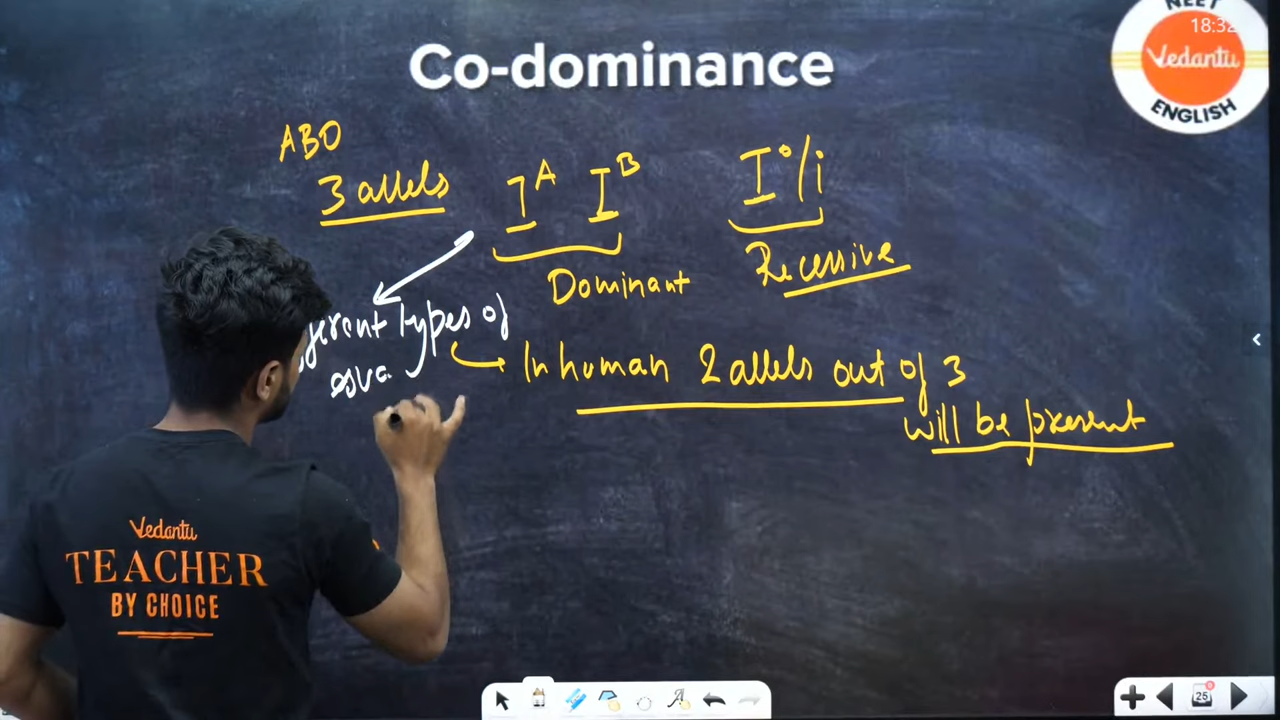 NEET
18:32
Vedantu
ENGLISH
Co-dominance
ABO
3 allels
I^A I^B
I°/i
Dominant
Recessive
Types of
In human 2 allels out of 3
will be present
Vedantu
TEACHER
BY CHOICE
25